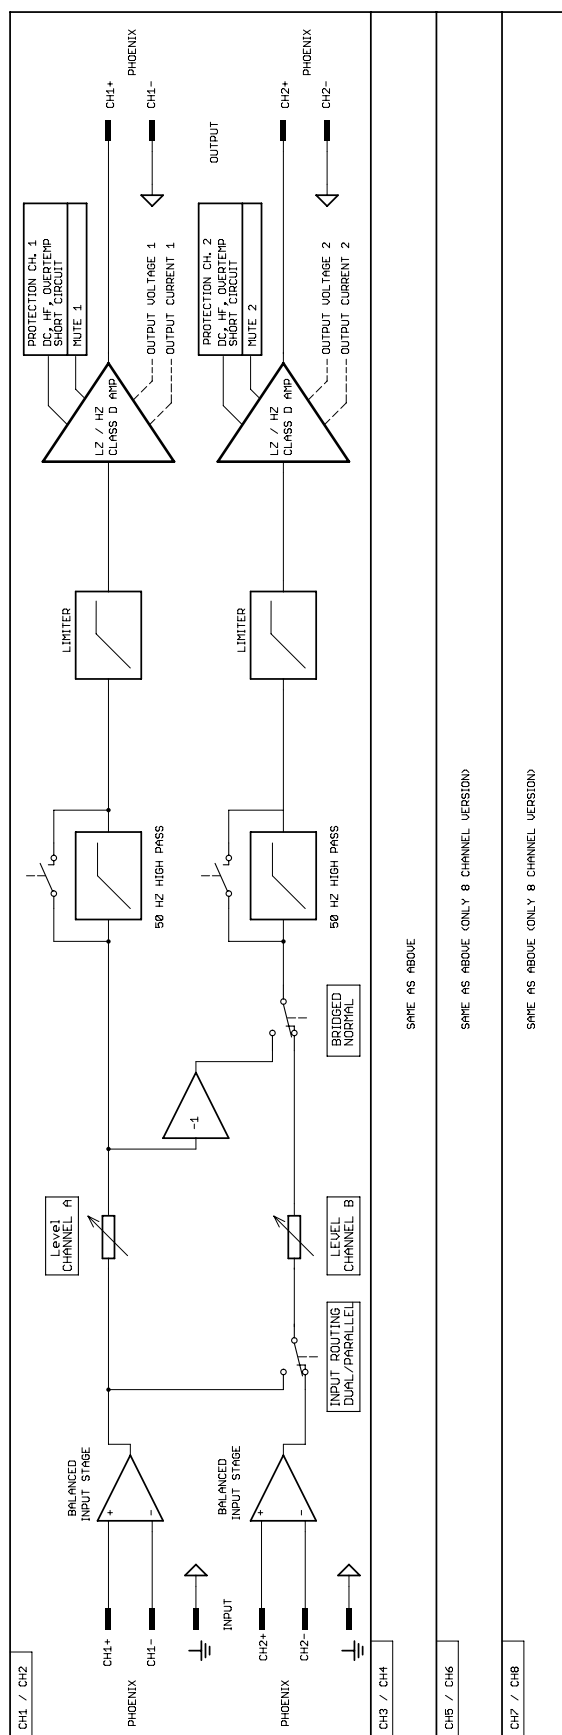 CH1 / CH2
PHOENIX
CH1+
CH1-
INPUT
CH2+
CH2-
PHOENIX
BALANCED
INPUT STAGE
+
-
BALANCED
INPUT STAGE
+
-
INPUT ROUTING
DUAL/PARALLEL
Level
CHANNEL A
LEVEL
CHANNEL B
-1
BRIDGED
NORMAL
50 HZ HIGH PASS
50 HZ HIGH PASS
LIMITER
LIMITER
LZ / HZ
CLASS D AMP
PROTECTION CH. 1
DC, HF, OVERTEMP
SHORT CIRCUIT
MUTE 1
OUTPUT VOLTAGE 1
OUTPUT CURRENT 1
LZ / HZ
CLASS D AMP
PROTECTION CH. 2
DC, HF, OVERTEMP
SHORT CIRCUIT
MUTE 2
OUTPUT VOLTAGE 2
OUTPUT CURRENT 2
CH1+
CH1-
PHOENIX
OUTPUT
CH2+
CH2-
PHOENIX
CH3 / CH4
SAME AS ABOVE
CH5 / CH6
SAME AS ABOVE (ONLY 8 CHANNEL VERSION)
CH7 / CH8
SAME AS ABOVE (ONLY 8 CHANNEL VERSION)